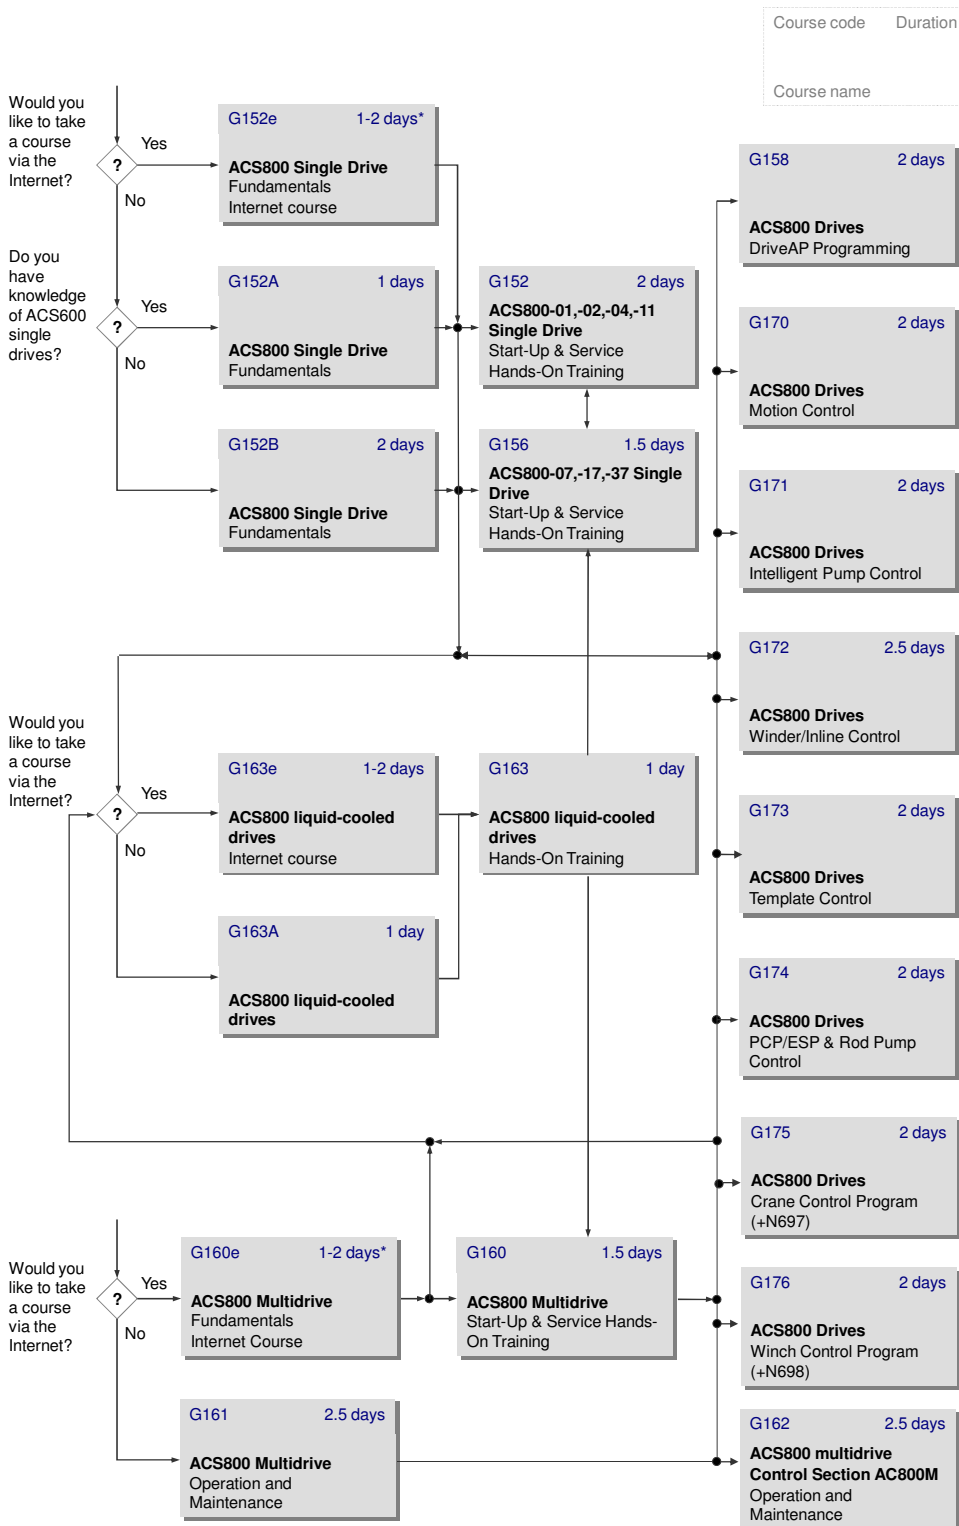 Course code Duration
Course name
Would you
like to take
a course
via the
Internet?
?
Yes
No
G152e 1-2 days*
ACS800 Single Drive
Fundamentals
Internet course
Do you
have
knowledge
of ACS600
single
drives?
?
Yes
No
G152A 1 days
ACS800 Single Drive
Fundamentals
G152B 2 days
ACS800 Single Drive
Fundamentals
G152 2 days
ACS800-01,-02,-04,-11
Single Drive
Start-Up & Service
Hands-On Training
G156 1.5 days
ACS800-07,-17,-37 Single
Drive
Start-Up & Service
Hands-On Training
G158 2 days
ACS800 Drives
DriveAP Programming
G170 2 days
ACS800 Drives
Motion Control
G171 2 days
ACS800 Drives
Intelligent Pump Control
G172 2.5 days
ACS800 Drives
Winder/Inline Control
G173 2 days
ACS800 Drives
Template Control
G174 2 days
ACS800 Drives
PCP/ESP & Rod Pump
Control
G175 2 days
ACS800 Drives
Crane Control Program
(+N697)
G176 2 days
ACS800 Drives
Winch Control Program
(+N698)
G162 2.5 days
ACS800 multidrive
Control Section AC800M
Operation and
Maintenance
Would you
like to take
a course
via the
Internet?
?
Yes
No
G163e 1-2 days
ACS800 liquid-cooled
drives
Internet course
G163A 1 day
ACS800 liquid-cooled
drives
G163 1 day
ACS800 liquid-cooled
drives
Hands-On Training
Would you
like to take
a course
via the
Internet?
?
Yes
No
G160e 1-2 days*
ACS800 Multidrive
Fundamentals
Internet Course
G160 1.5 days
ACS800 Multidrive
Start-Up & Service Hands-
On Training
G161 2.5 days
ACS800 Multidrive
Operation and
Maintenance